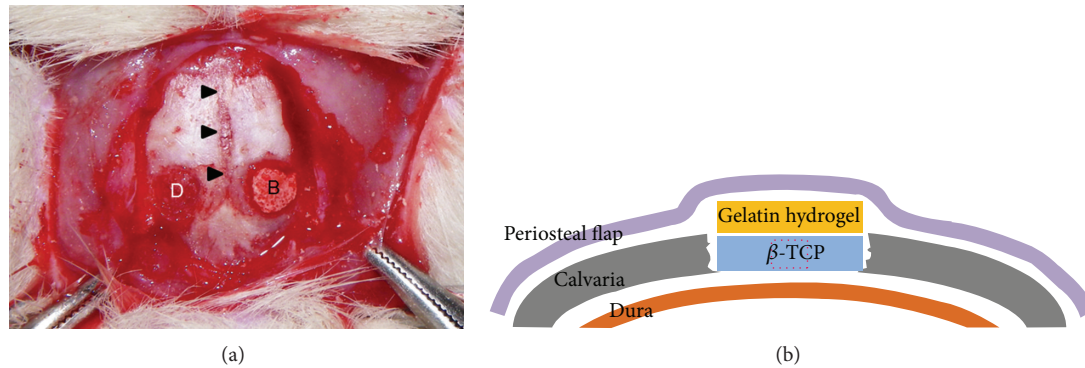 D
B
Gelatin hydrogel
Periosteal flap
β-TCP
Calvaria
Dura
(a)
(b)